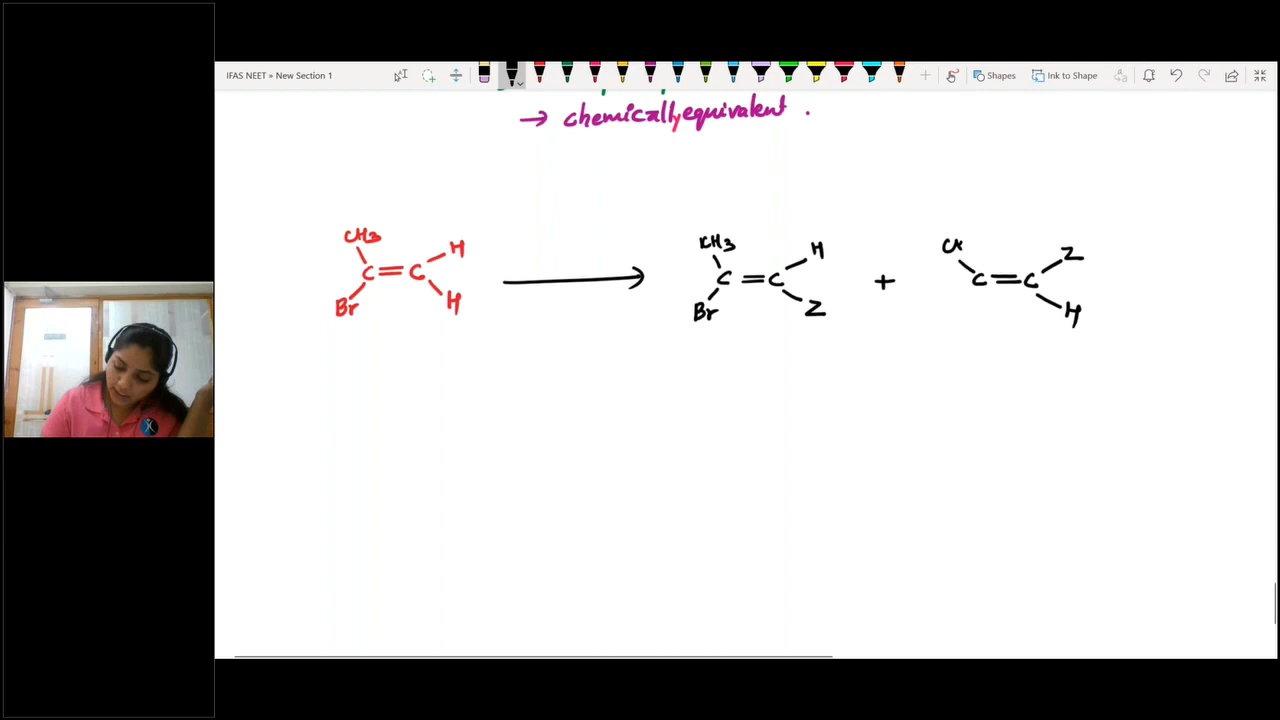 IFAS NEET » New Section 1
Shapes
Ink to Shape
→ chemically equivalent .
CH3 H
C = C
Br H
CH3 H
C = C
Br Z
+
Z
C = C
H